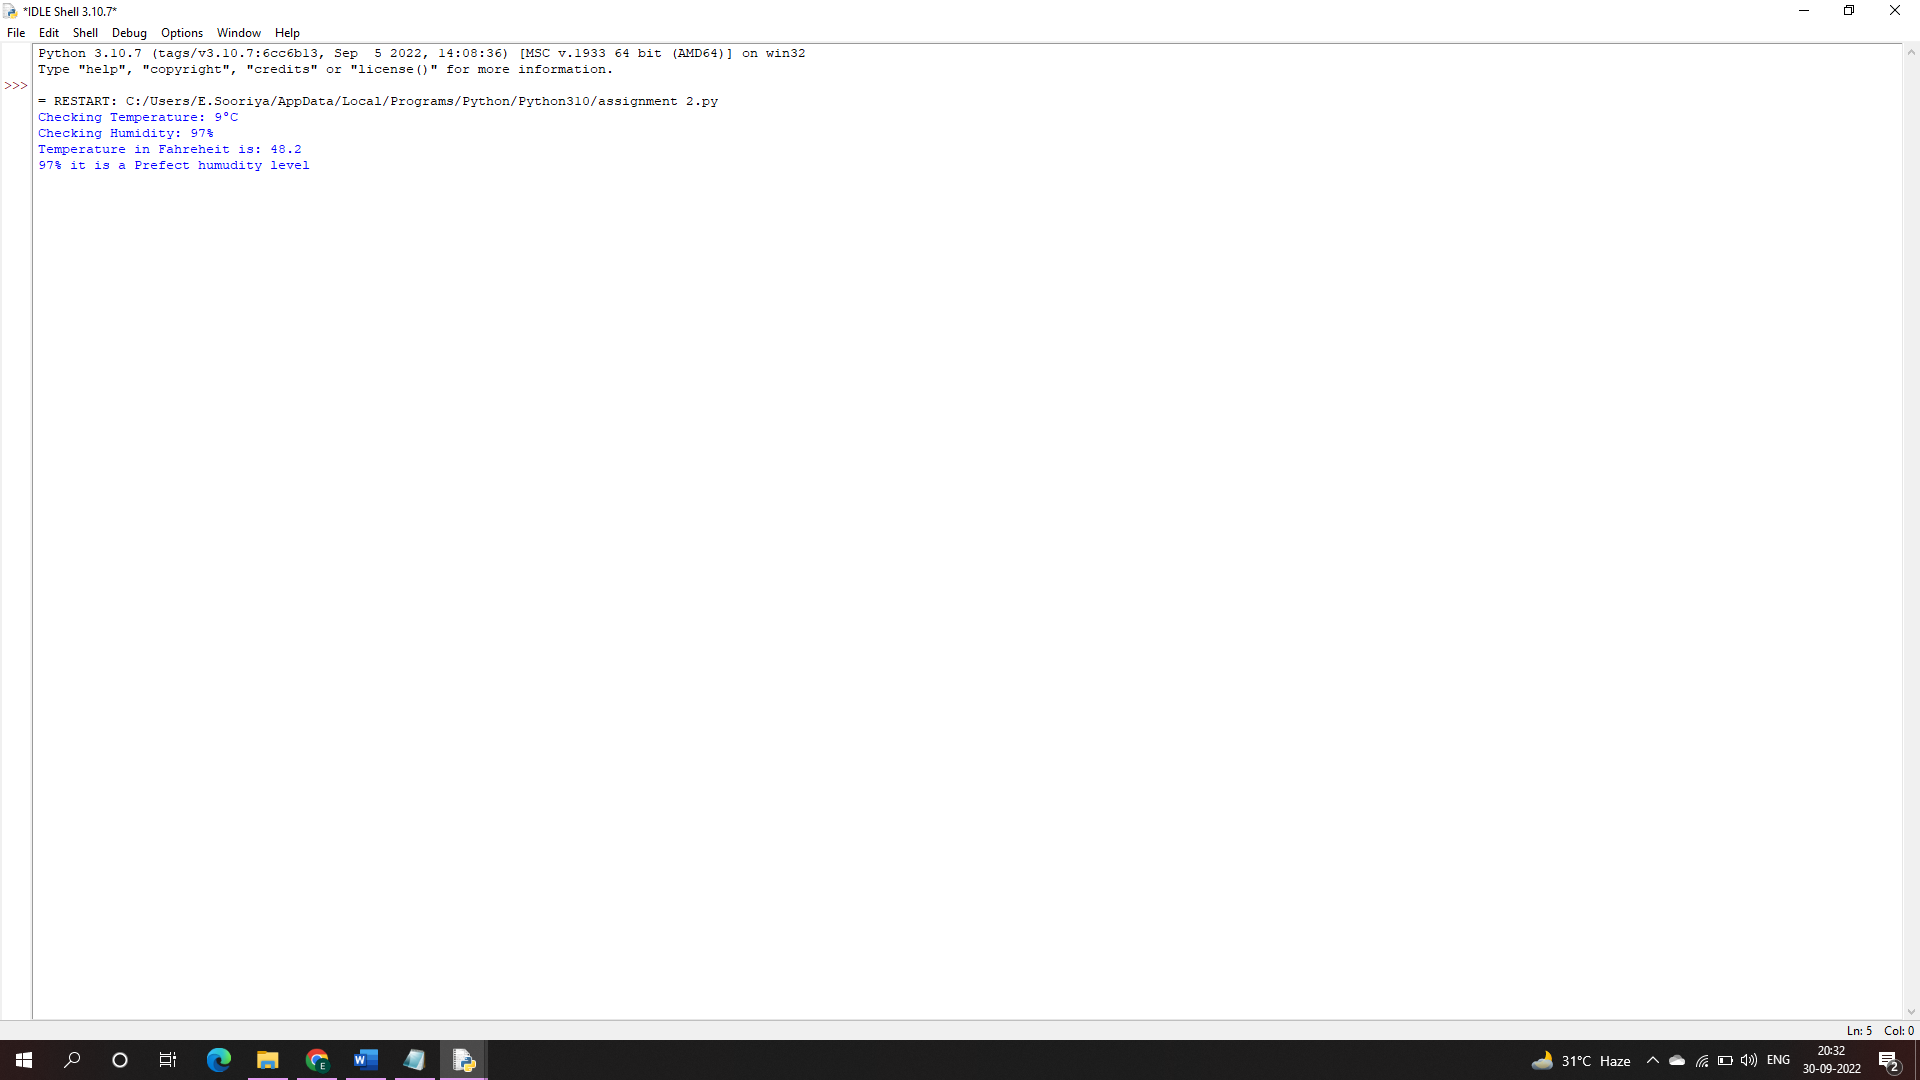 *IDLE Shell 3.10.7*
File Edit Shell Debug Options Window Help
Python 3.10.7 (tags/v3.10.7:6cc6b13, Sep  5 2022, 14:08:36) [MSC v.1933 64 bit (AMD64)] on win32
Type "help", "copyright", "credits" or "license()" for more information.
>>>
= RESTART: C:/Users/E.Sooriya/AppData/Local/Programs/Python/Python310/assignment 2.py
Checking Temperature: 9°C
Checking Humidity: 97%
Temperature in Fahreheit is: 48.2
97% it is a Prefect humudity level
Ln: 5 Col: 0
31°C Haze ENG 20:32
30-09-2022 2